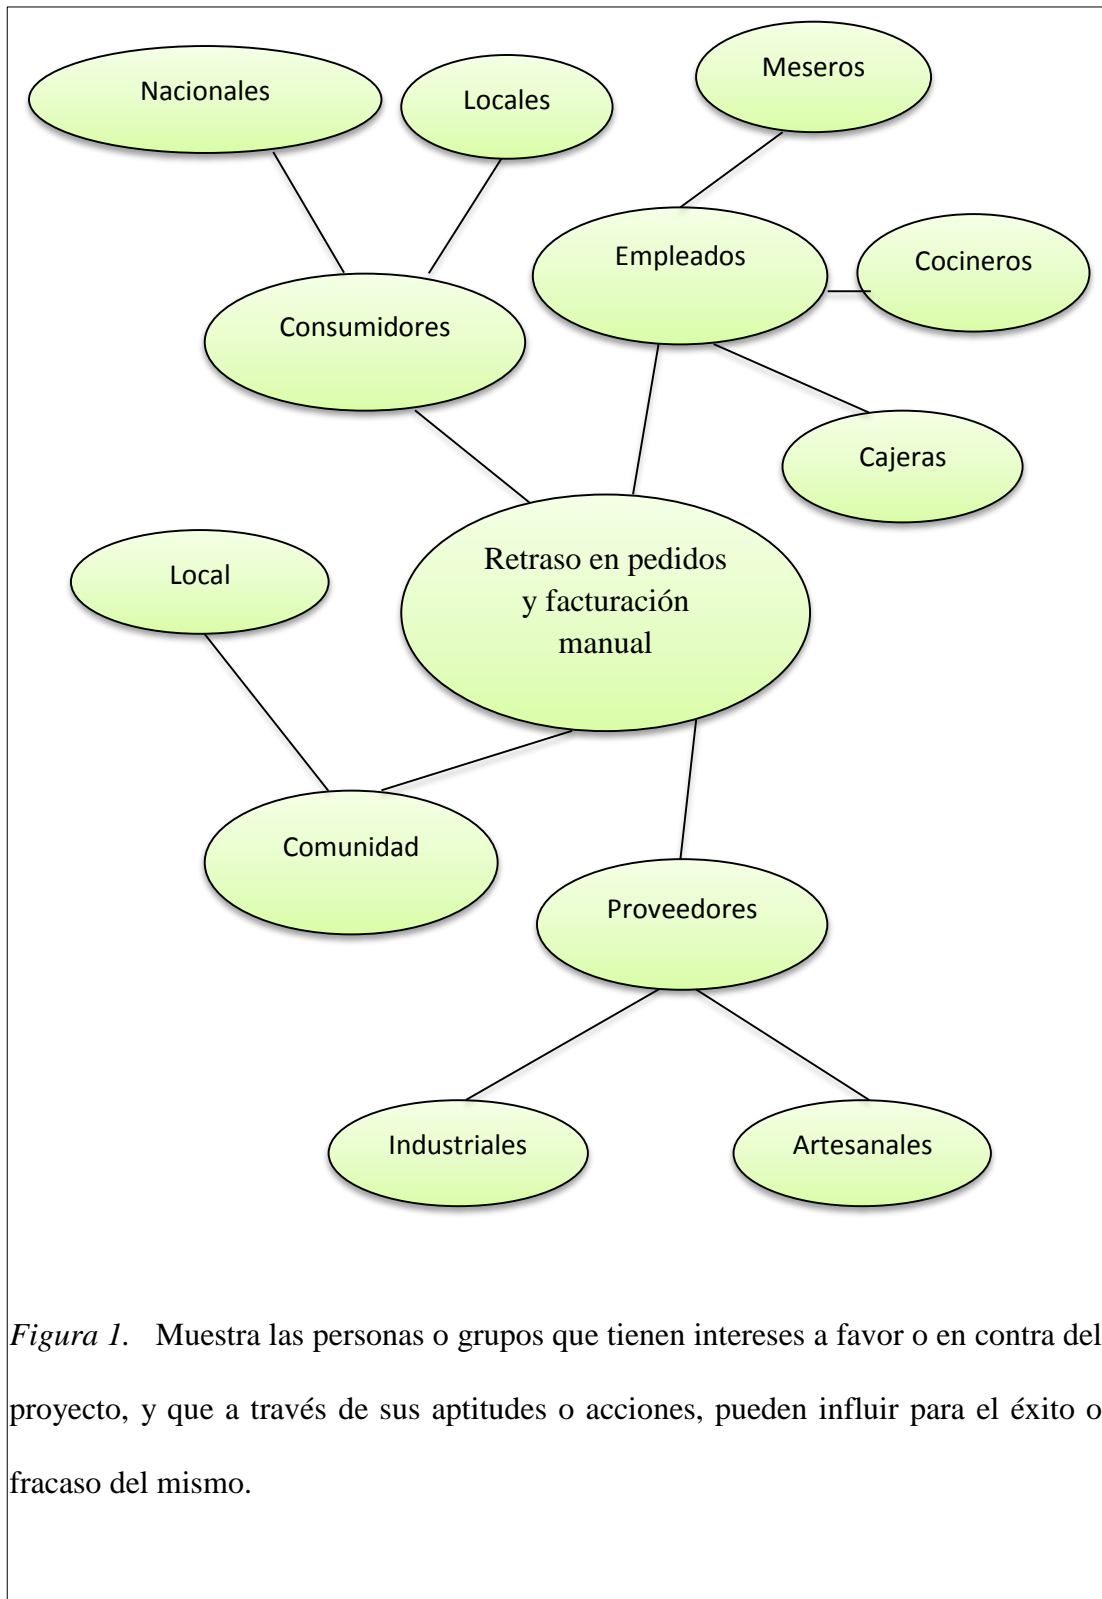 Meseros
Nacionales
Locales
Empleados
Cocineros
Consumidores
Cajeras
Retraso en pedidos
y facturación
manual
Local
Comunidad
Proveedores
Industriales
Artesanales
Figura 1. Muestra las personas o grupos que tienen intereses a favor o en contra del
proyecto, y que a través de sus aptitudes o acciones, pueden influir para el éxito o
fracaso del mismo.